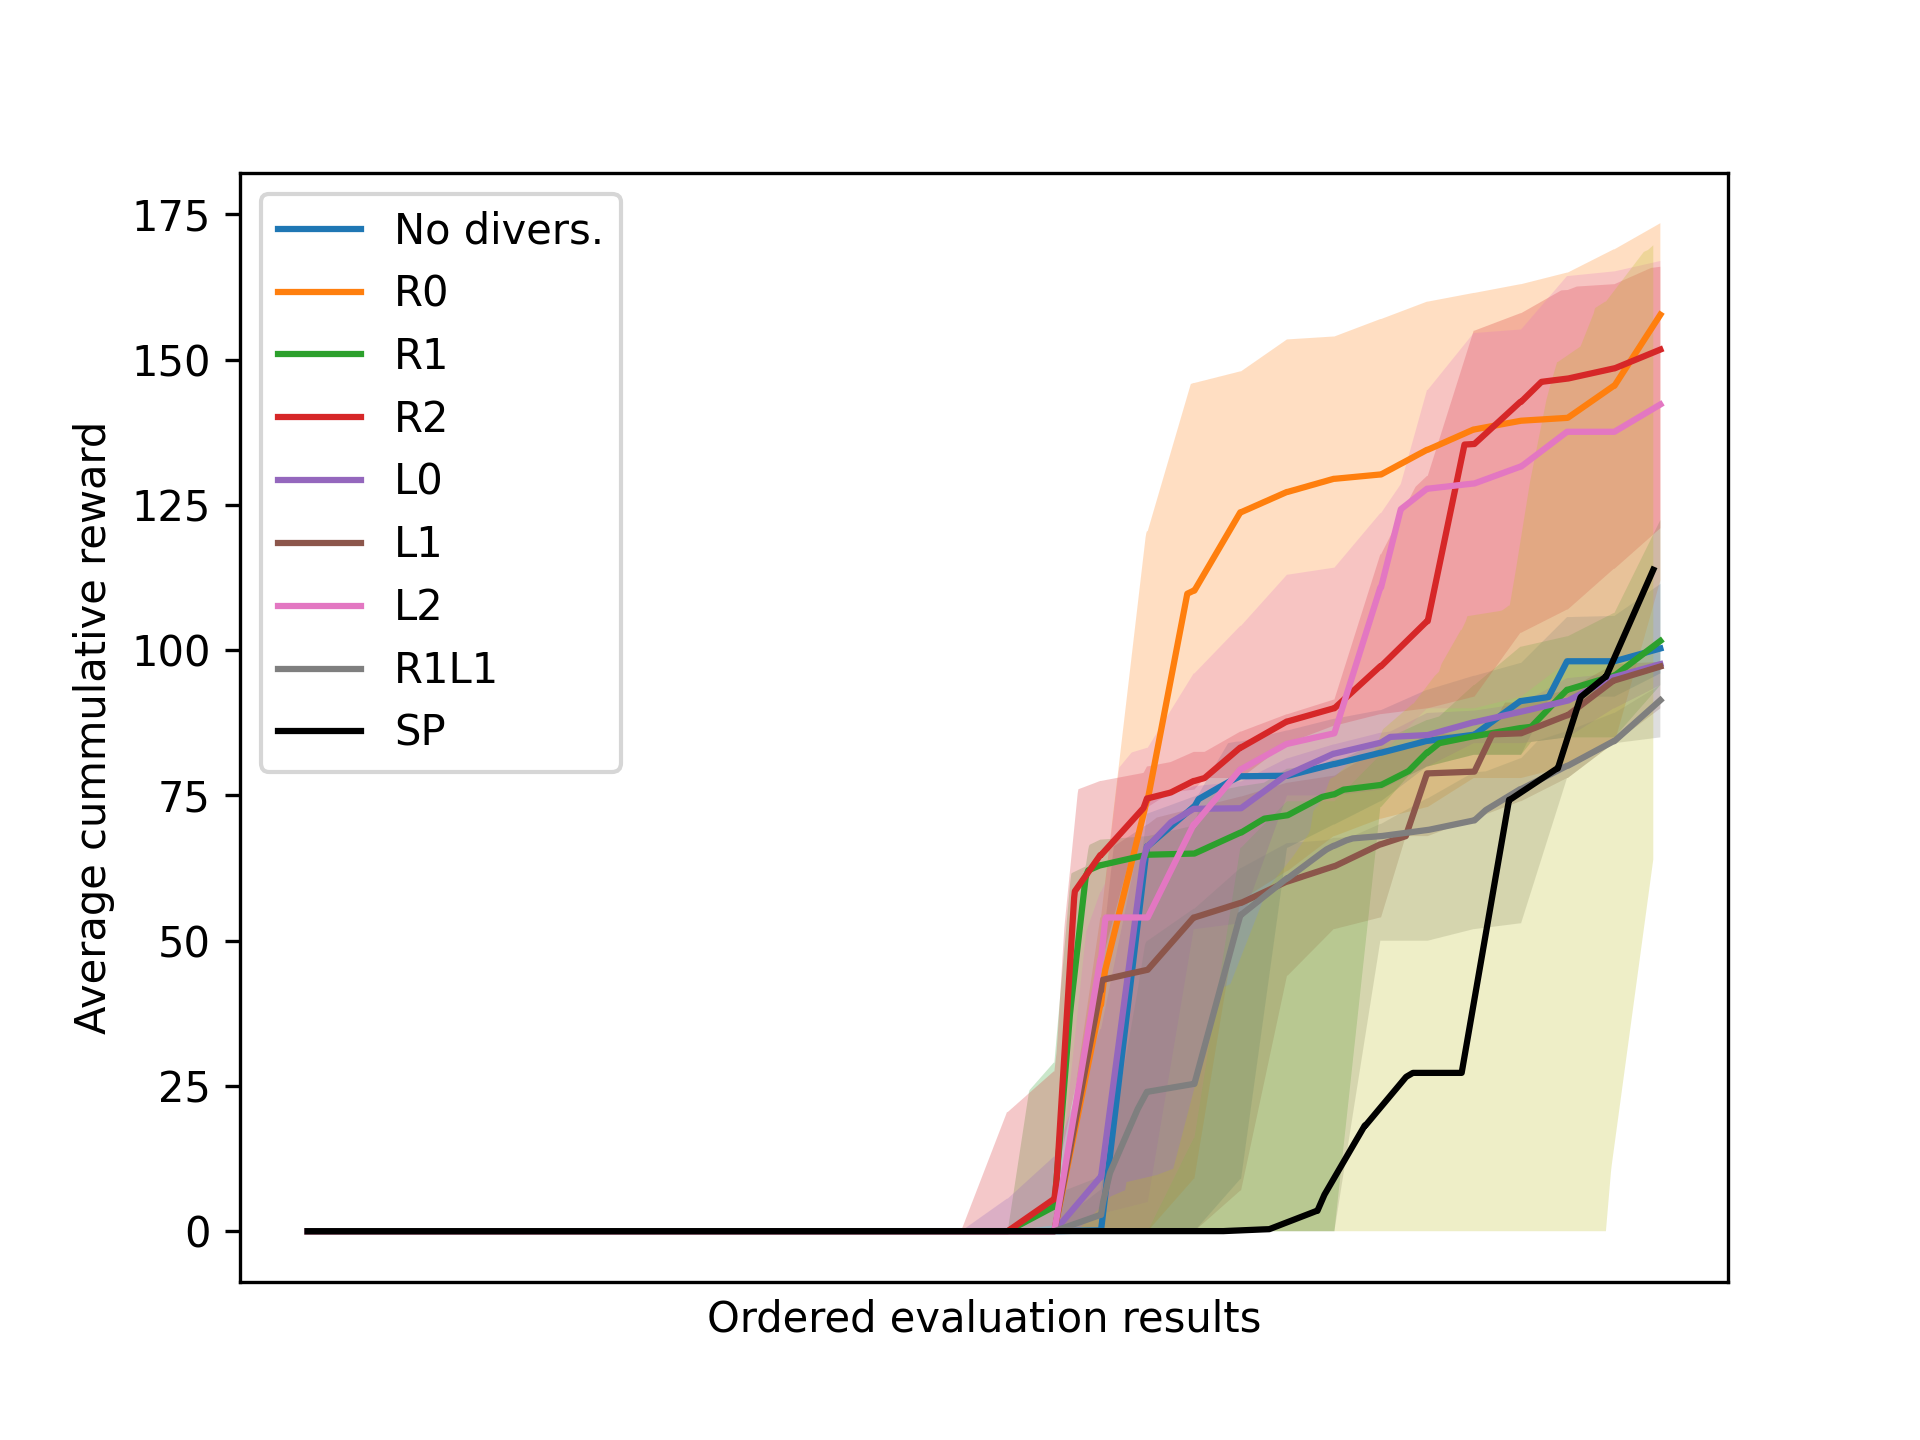 175
150
125
100
75
50
25
0
Average cummulative reward
No divers.
R0
R1
R2
L0
L1
L2
R1L1
SP
Ordered evaluation results